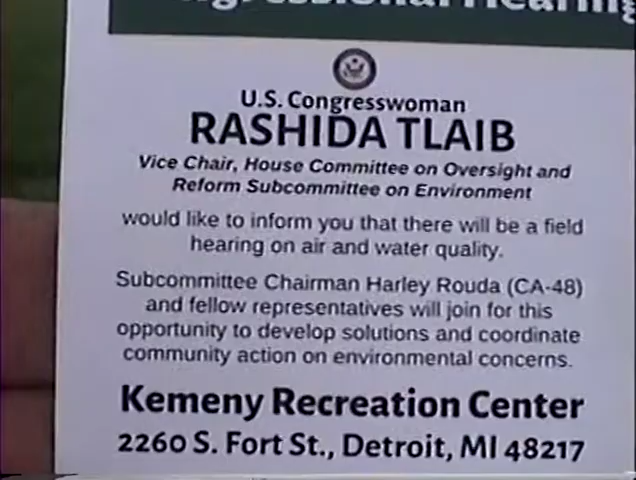 Congressional Hearing
U.S. Congresswoman
RASHIDA TLAIB
Vice Chair, House Committee on Oversight and
Reform Subcommittee on Environment
would like to inform you that there will be a field
hearing on air and water quality.
Subcommittee Chairman Harley Rouda (CA-48)
and fellow representatives will join for this
opportunity to develop solutions and coordinate
community action on environmental concerns.
Kemeny Recreation Center
2260 S. Fort St., Detroit, MI 48217